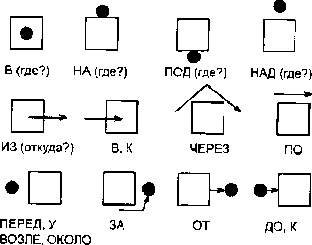 В (где?) НА (где?) ПОД (где?) НАД (где?)
ИЗ (откуда?) В, К ЧЕРЕЗ ПО
ПЕРЕД, У ЗА ОТ ДО, К
ВОЗЛЕ, ОКОЛО